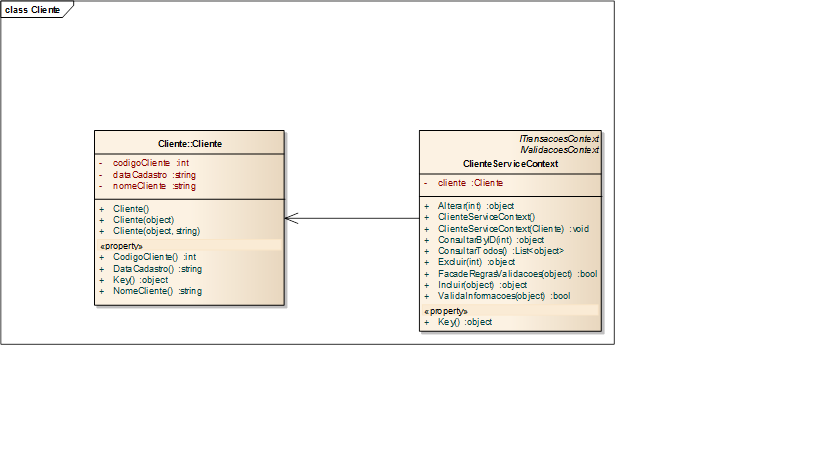 class Cliente
Cliente::Cliente
- codigoCliente :int
- dataCadastro :string
- nomeCliente :string
+ Cliente()
+ Cliente(object)
+ Cliente(object, string)
«property»
+ CodigoCliente() :int
+ DataCadastro() :string
+ Key() :object
+ NomeCliente() :string
ITransacoesContext
IValidacoesContext
ClienteServiceContext
- cliente :Cliente
+ Alterar(int) :object
+ ClienteServiceContext()
+ ClienteServiceContext(Cliente) :void
+ ConsultarByID(int) :object
+ ConsultarTodos() :List<object>
+ Excluir(int) :object
+ FacadeRegrasValidacoes(object) :bool
+ Incluir(object) :object
+ ValidaInformacoes(object) :bool
«property»
+ Key() :object